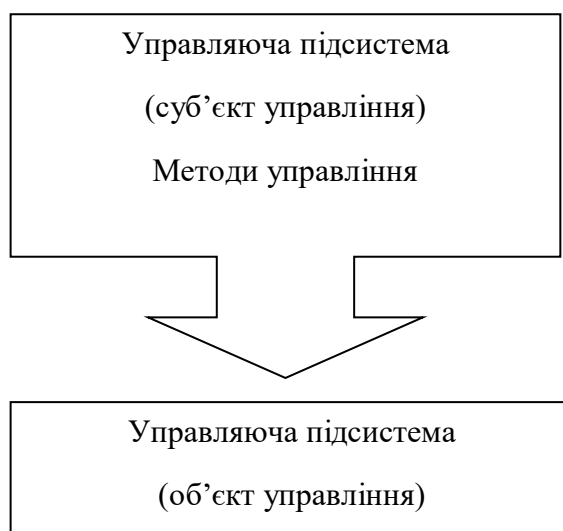 Управляюча підсистема
(суб’єкт управління)
Методи управління
Управляюча підсистема
(об’єкт управління)